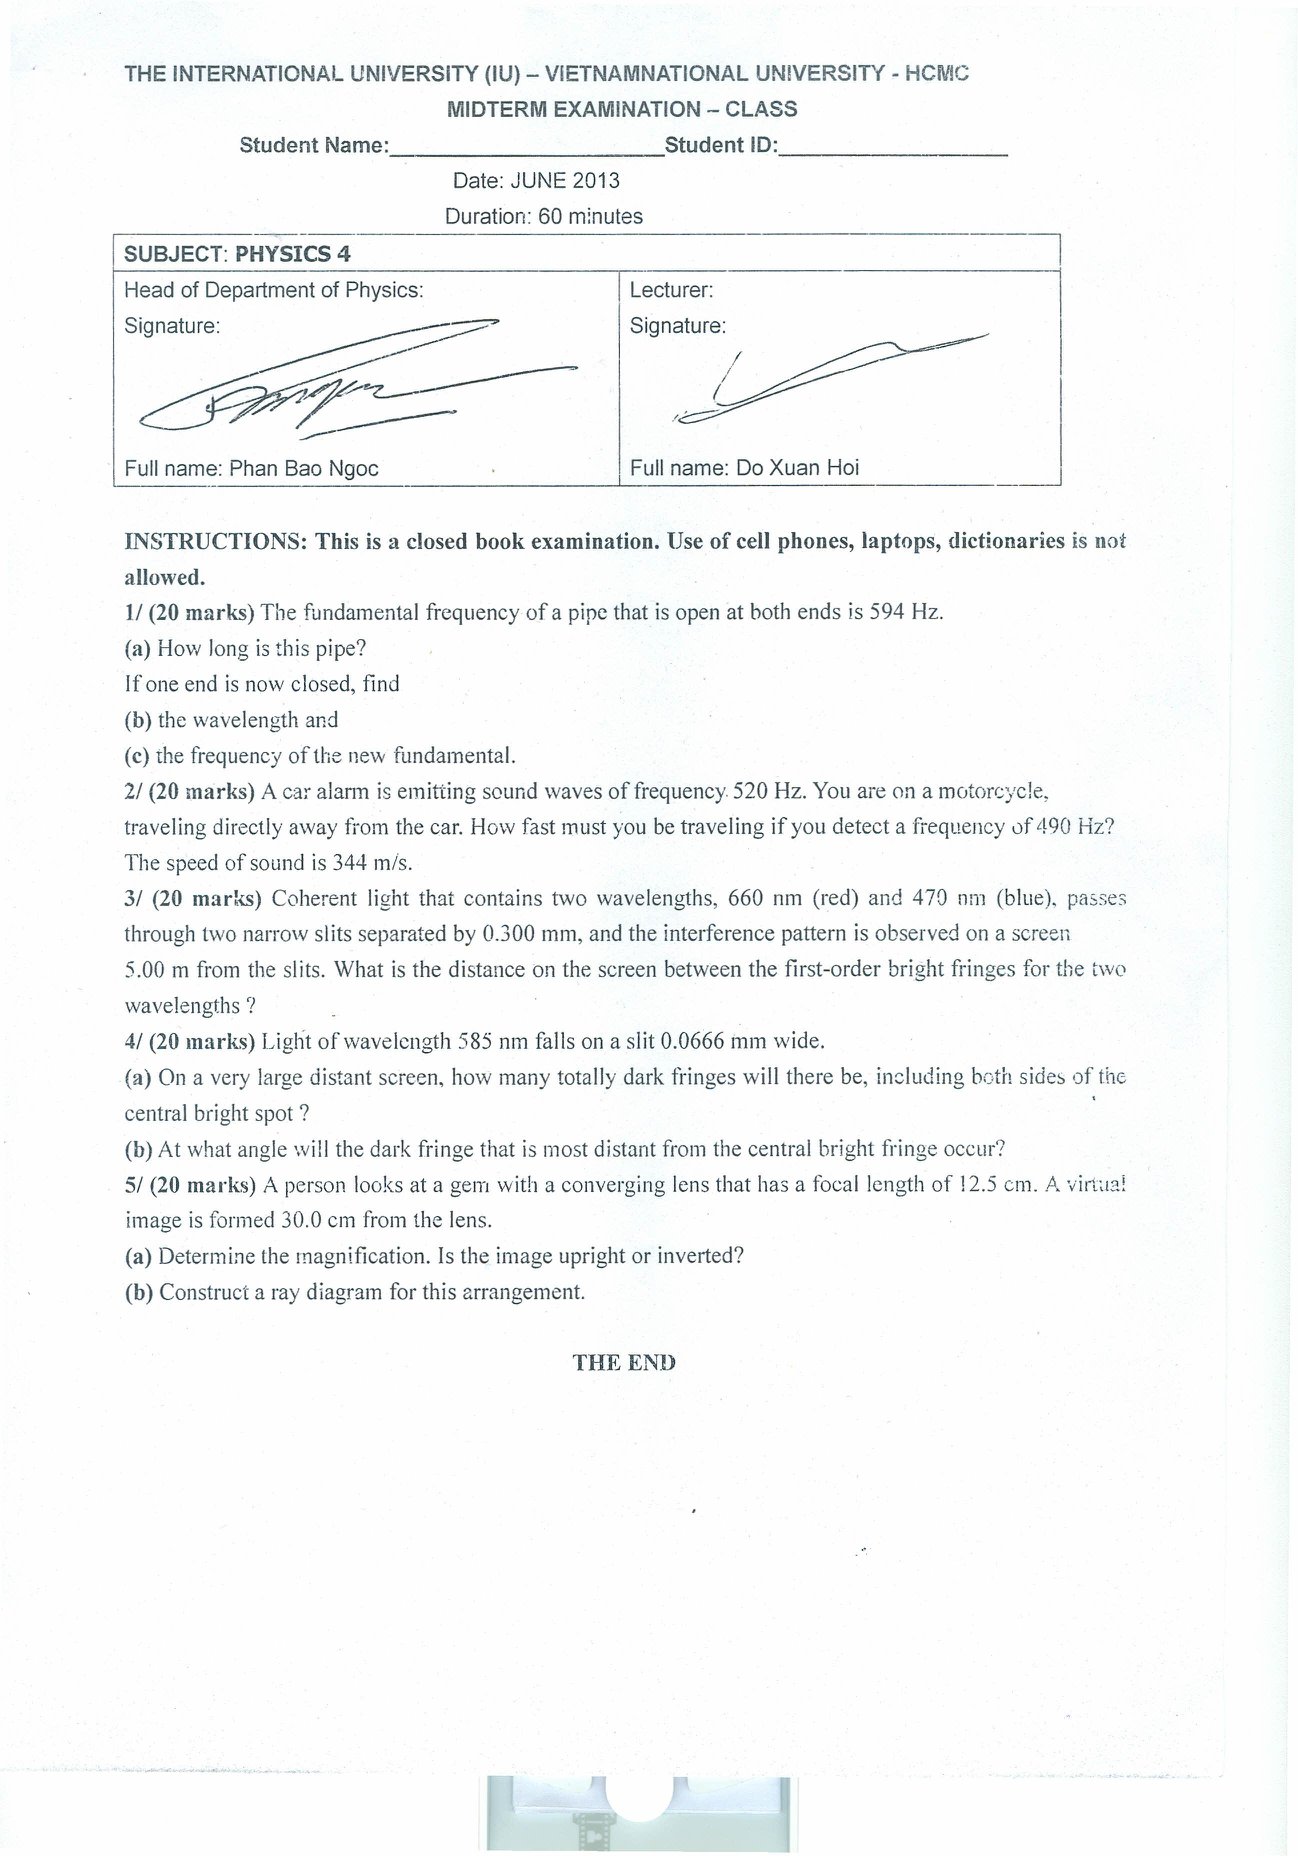 THE INTERNATIONAL UNIVERSITY (IU) – VIETNAMNATIONAL UNIVERSITY - HCMC
MIDTERM EXAMINATION – CLASS
Student Name:____________________Student ID:_________________
Date: JUNE 2013
Duration: 60 minutes
SUBJECT: PHYSICS 4
Head of Department of Physics:
Signature:
Full name: Phan Bao Ngoc
Lecturer:
Signature:
Full name: Do Xuan Hoi
INSTRUCTIONS: This is a closed book examination. Use of cell phones, laptops, dictionaries is not
allowed.
1/ (20 marks) The fundamental frequency of a pipe that is open at both ends is 594 Hz.
(a) How long is this pipe?
If one end is now closed, find
(b) the wavelength and
(c) the frequency of the new fundamental.
2/ (20 marks) A car alarm is emitting sound waves of frequency 520 Hz. You are on a motorcycle,
traveling directly away from the car. How fast must you be traveling if you detect a frequency of 490 Hz?
The speed of sound is 344 m/s.
3/ (20 marks) Coherent light that contains two wavelengths, 660 nm (red) and 470 nm (blue), passes
through two narrow slits separated by 0.300 mm, and the interference pattern is observed on a screen
5.00 m from the slits. What is the distance on the screen between the first-order bright fringes for the two
wavelengths ?
4/ (20 marks) Light of wavelength 585 nm falls on a slit 0.0666 mm wide.
(a) On a very large distant screen, how many totally dark fringes will there be, including both sides of the
central bright spot ?
(b) At what angle will the dark fringe that is most distant from the central bright fringe occur?
5/ (20 marks) A person looks at a gem with a converging lens that has a focal length of 12.5 cm. A virtual
image is formed 30.0 cm from the lens.
(a) Determine the magnification. Is the image upright or inverted?
(b) Construct a ray diagram for this arrangement.
THE END